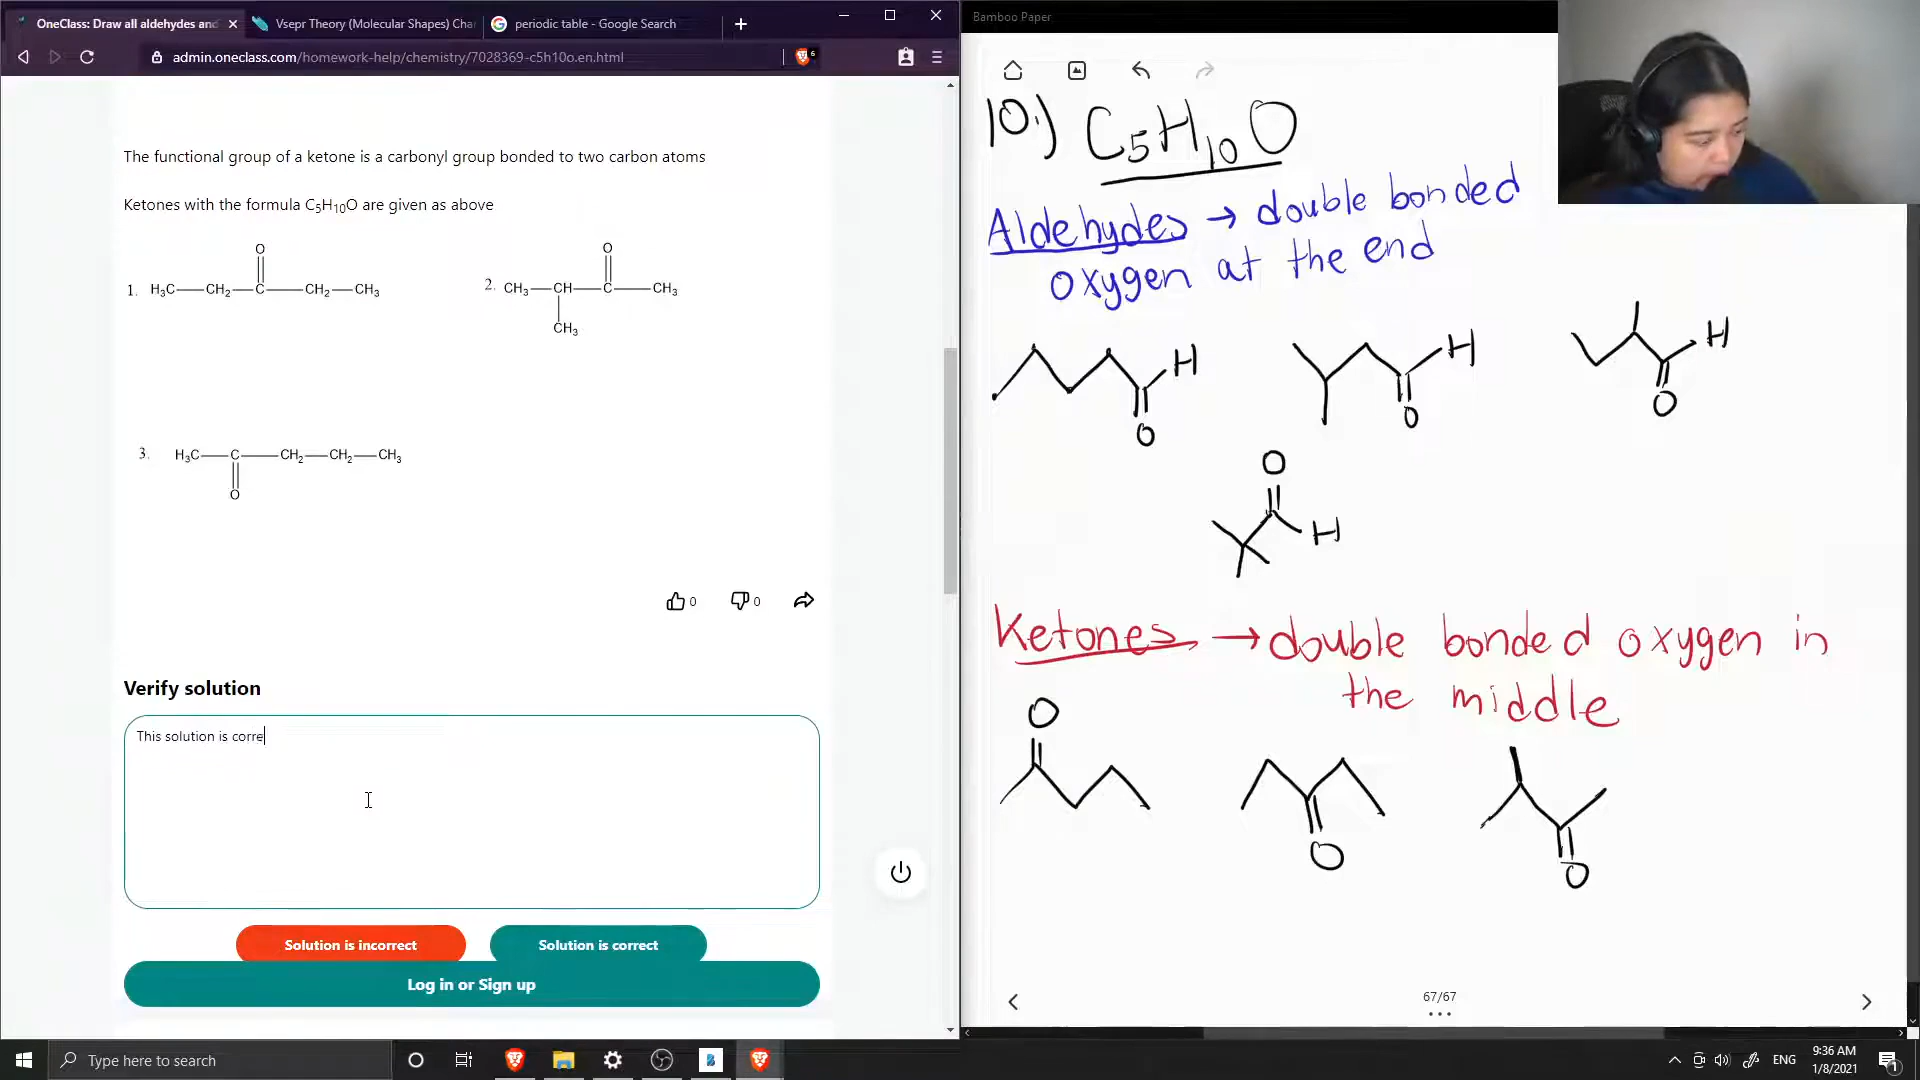 OneClass: Draw all aldehydes and
Vsepr Theory (Molecular Shapes) Cha
periodic table - Google Search
admin.oneclass.com/homework-help/chemistry/7028369-c5h10o.en.html
6
The functional group of a ketone is a carbonyl group bonded to two carbon atoms
Ketones with the formula C5H10O are given as above
O
1. H3C CH2 C CH2 CH3
O
2. CH3 CH C CH3
CH3
3. H3C C CH2 CH2 CH3
O
0 0
Verify solution
This solution is corre
Solution is incorrect
Solution is correct
Log in or Sign up
Bamboo Paper
10.) C5H10O
Aldehydes → double bonded
oxygen at the end
H
O
H
O
H
O
O
H
Ketones → double bonded oxygen in
the middle
O
O
O
67/67
Type here to search
ENG
9:36 AM
1/8/2021
1